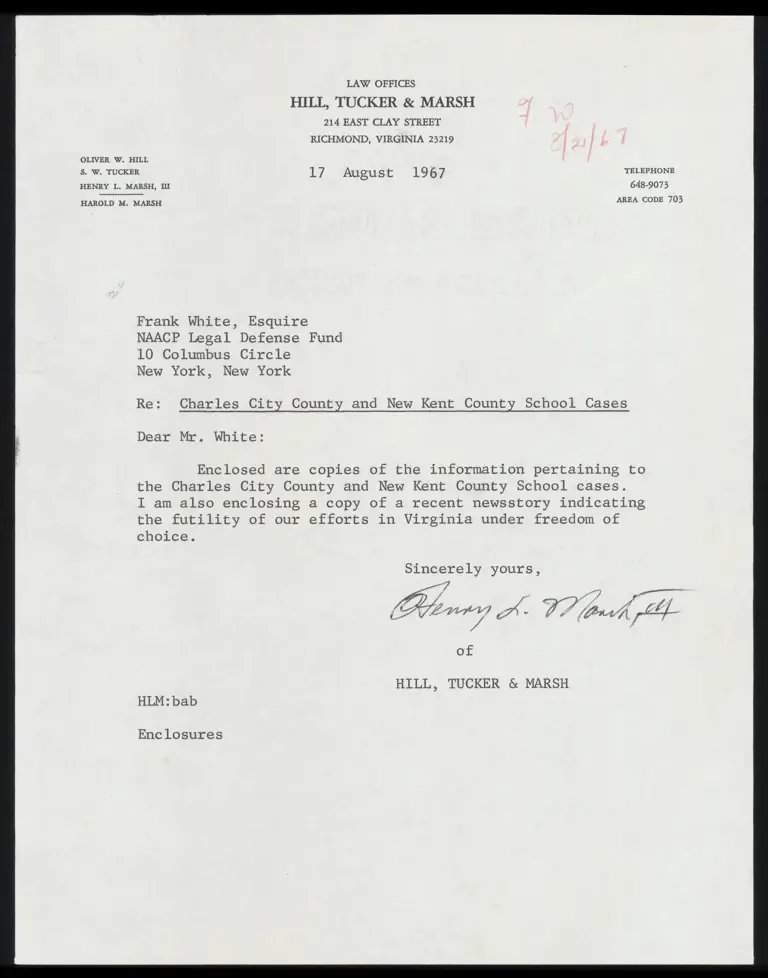 LAW OFFICES
HILL, TUCKER & MARSH
214 EAST CLAY STREET
RICHMOND, VIRGINIA 23219
F W
8/21/67
OLIVER W. HILL
S. W. TUCKER
HENRY L. MARSH, III
HAROLD M. MARSH
17 August 1967
TELEPHONE
648-9073
AREA CODE 703
Frank White, Esquire
NAACP Legal Defense Fund
10 Columbus Circle
New York, New York
Re: Charles City County and New Kent County School Cases
Dear Mr. White:
Enclosed are copies of the information pertaining to
the Charles City County and New Kent County School cases.
I am also enclosing a copy of a recent newsstory indicating
the futility of our efforts in Virginia under freedom of
choice.
Sincerely yours,
Henry L. Marsh, III
of
HILL, TUCKER & MARSH
HLM:bab
Enclosures